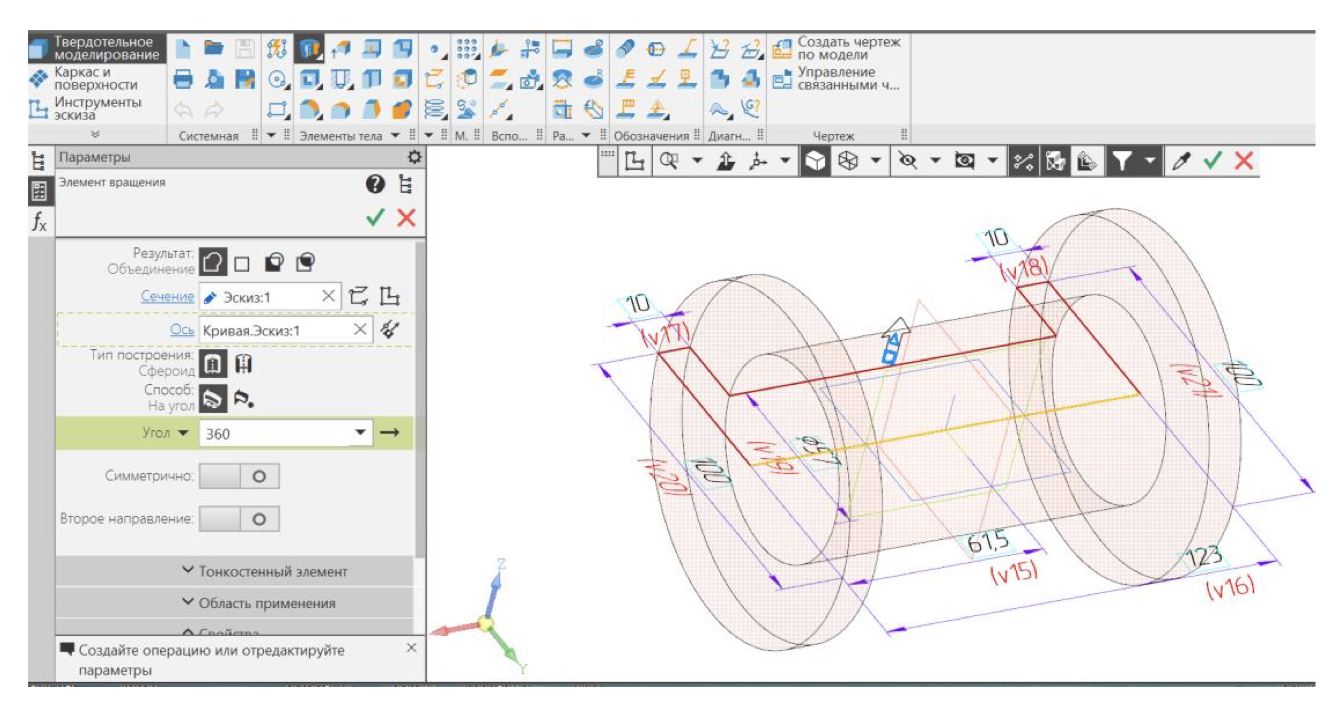 Твердотельное
моделирование
Каркас и
поверхности
Инструменты
эскиза
Системная
Элементы тела
М.
Вспо...
Ра...
Обозначения
Диагн...
Чертеж
Создать чертеж
по модели
Управление
связанными ч...
Параметры
Элемент вращения
fx
Результат:
Объединение
Сечение
Эскиз:1
Ось
Кривая.Эскиз:1
Тип построения:
Сфероид
Способ:
На угол
Угол
360
Симметрично:
Второе направление:
Тонкостенный элемент
Область применения
Свойства
Создайте операцию или отредактируйте
параметры
10
(v17)
10
(v18)
100
(v21)
100
(v19)
61,5
(v15)
123
(v16)
Z
Y